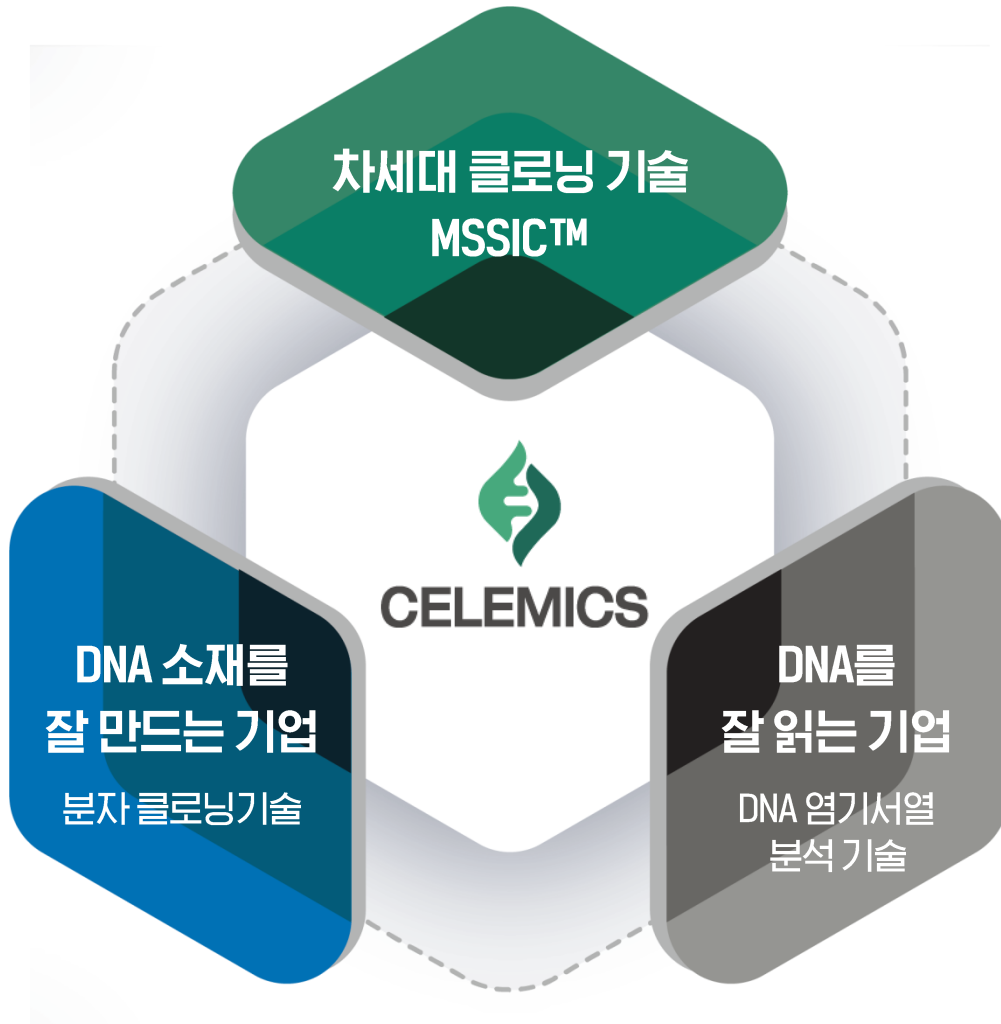 차세대 클로닝 기술
MSSIC™
CELEMICS
DNA 소재를
잘 만드는 기업
분자 클로닝기술
DNA를
잘 읽는 기업
DNA 염기서열
분석 기술